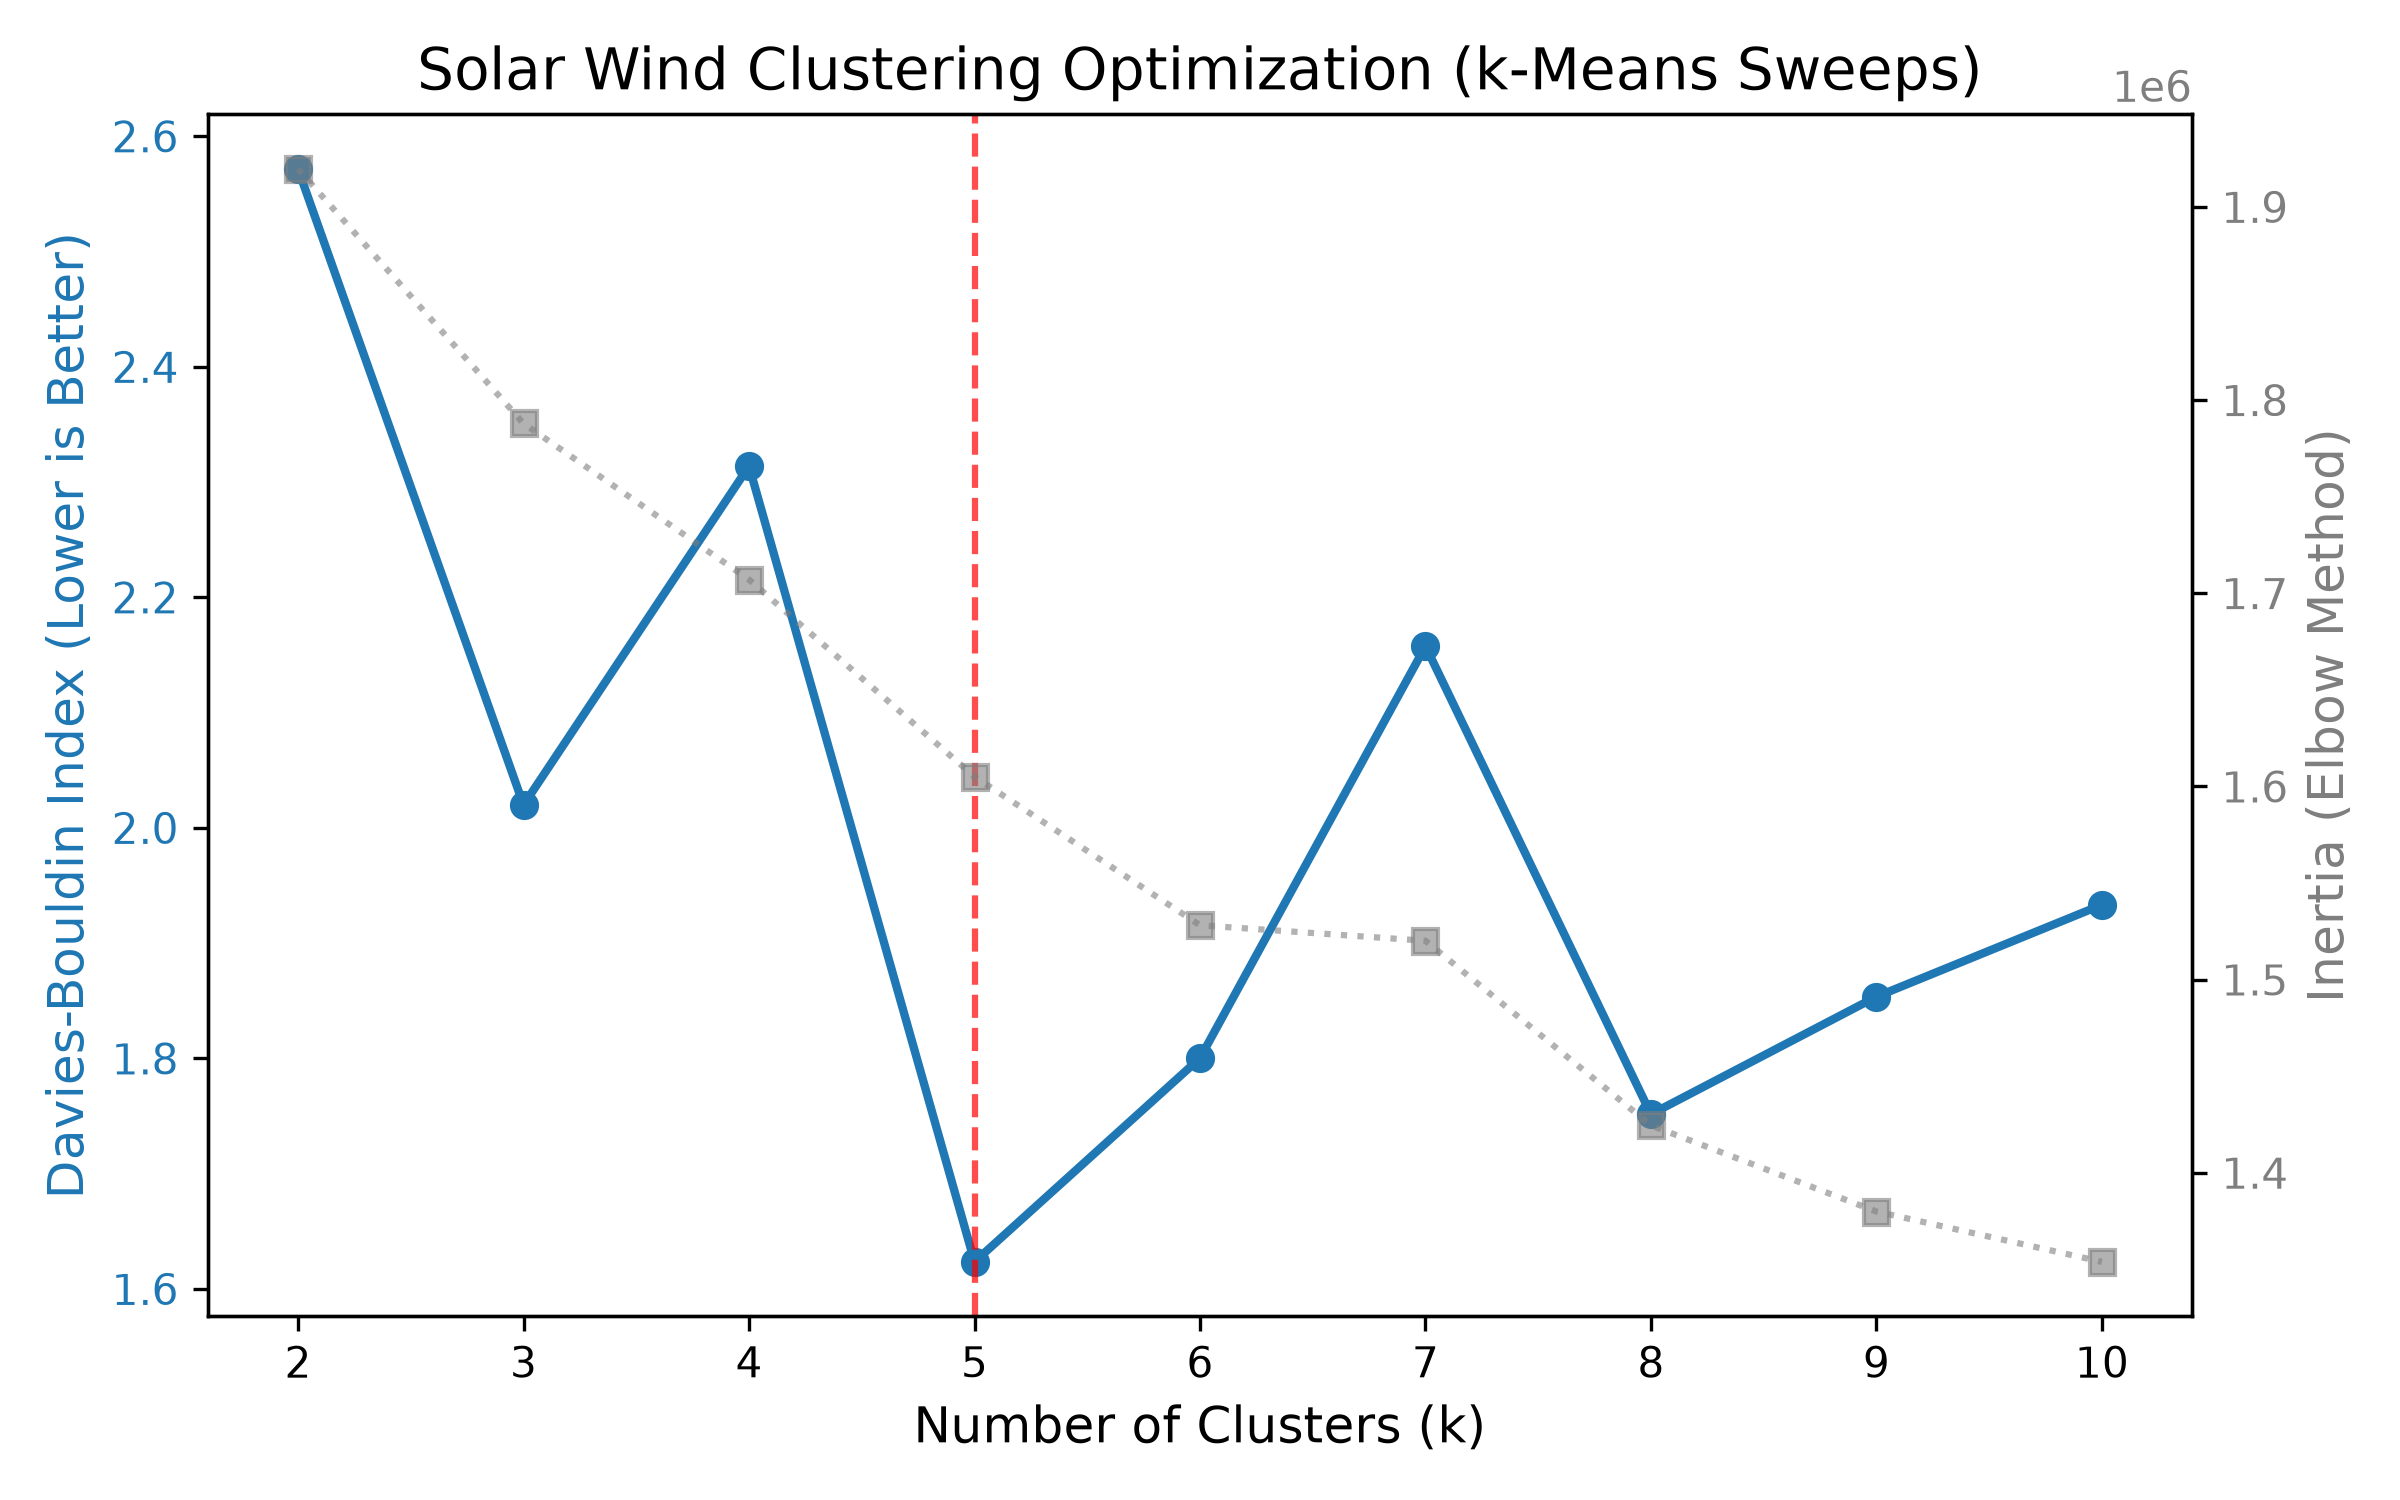 Solar Wind Clustering Optimization (k-Means Sweeps)
1e6
Davies-Bouldin Index (Lower is Better)
2.6
2.4
2.2
2.0
1.8
1.6
1.9
1.8
1.7
1.6
1.5
1.4
Inertia (Elbow Method)
2 3 4 5 6 7 8 9 10
Number of Clusters (k)